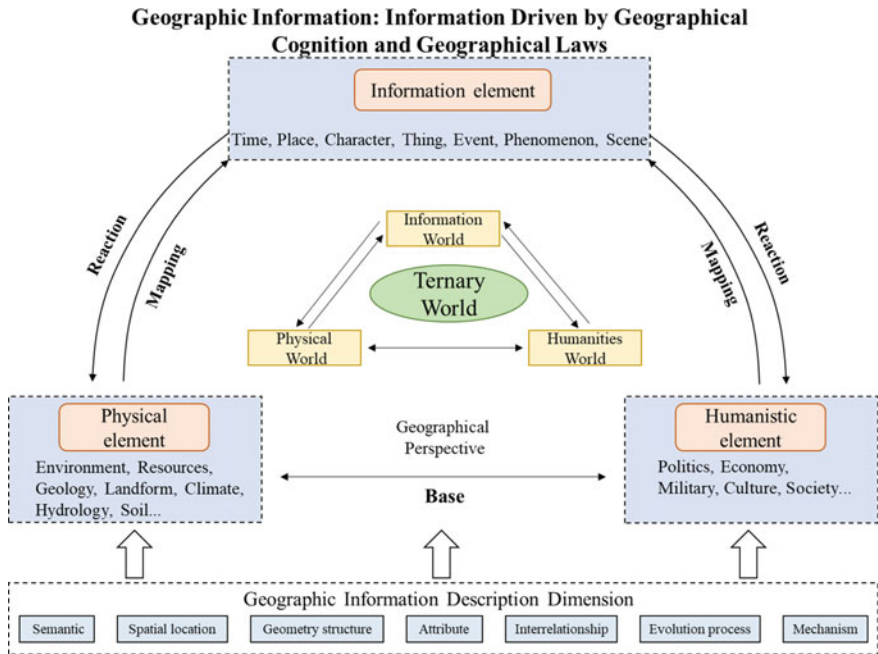 Geographic Information: Information Driven by Geographical
Cognition and Geographical Laws
Information element
Time, Place, Character, Thing, Event, Phenomenon, Scene
Reaction
Mapping
Information
World
Ternary
World
Physical
World
Humanities
World
Mapping
Reaction
Physical
element
Environment, Resources,
Geology, Landform, Climate,
Hydrology, Soil...
Geographical
Perspective
Base
Humanistic
element
Politics, Economy,
Military, Culture, Society...
Geographic Information Description Dimension
Semantic
Spatial location
Geometry structure
Attribute
Interrelationship
Evolution process
Mechanism